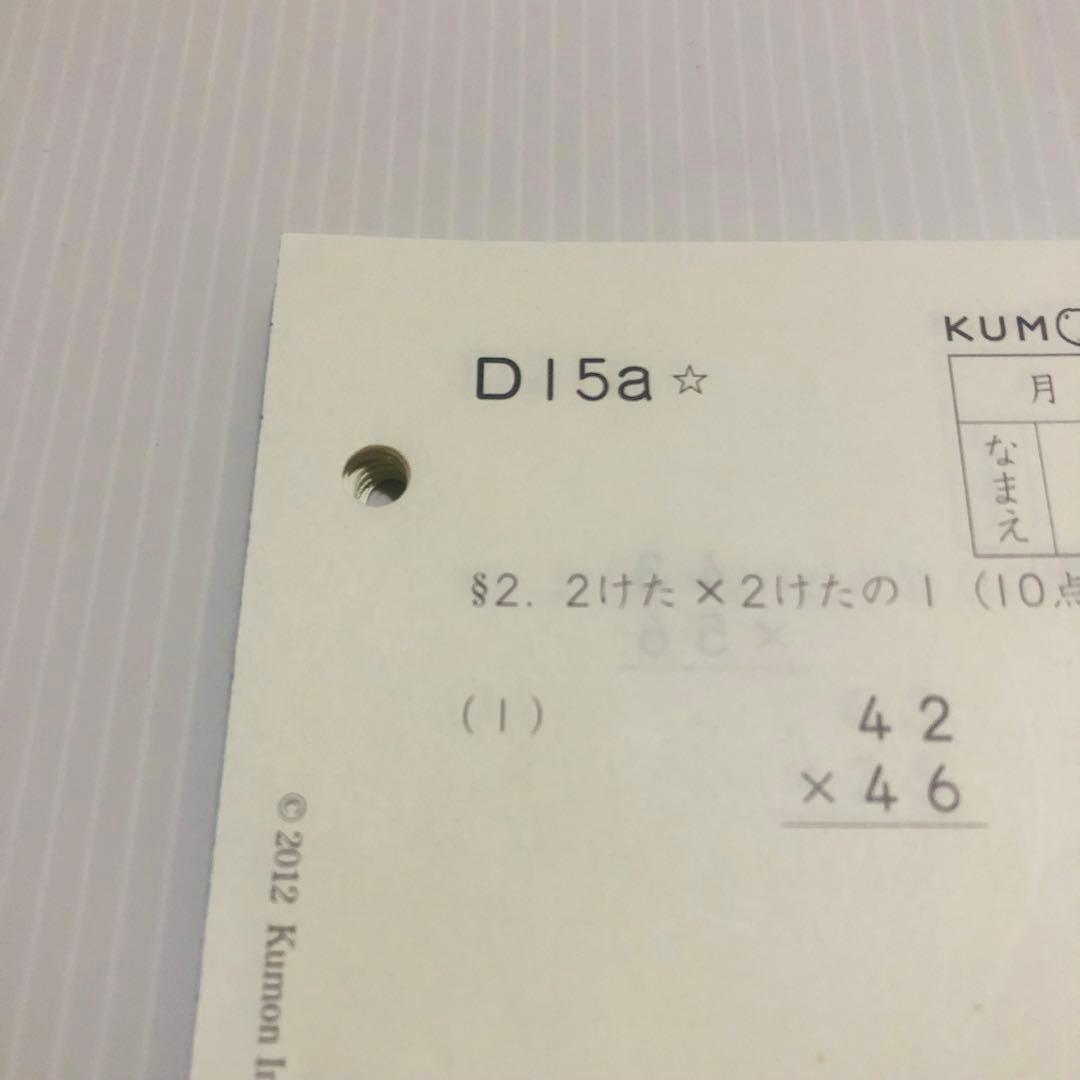 KUM
D15a☆
月
なまえ
§2. 2けた×2けたの1 (10点
(1)
42
×46
© 2012 Kumon In